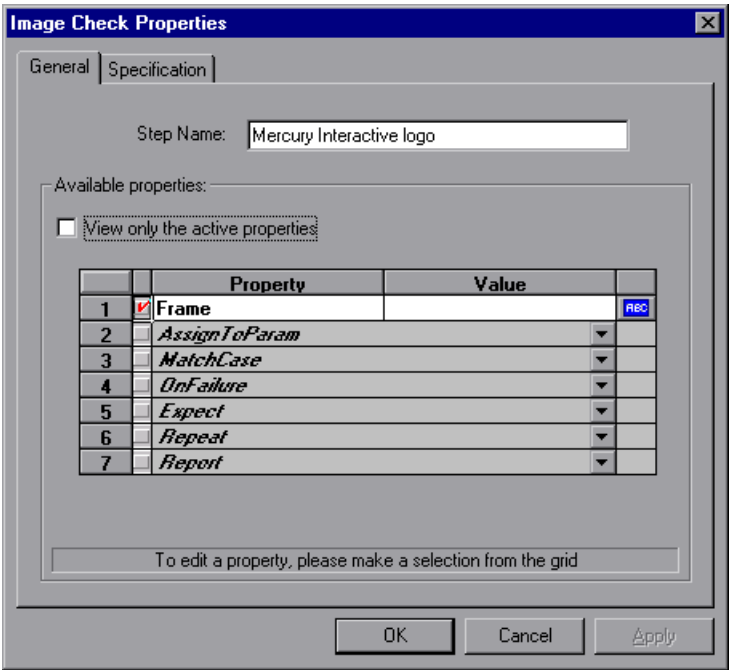 Image Check Properties
General Specification
Step Name: Mercury Interactive logo
Available properties:
View only the active properties
Property Value
1 Frame ABC
2 AssignToParam
3 MatchCase
4 OnFailure
5 Expect
6 Repeat
7 Report
To edit a property, please make a selection from the grid
OK Cancel Apply